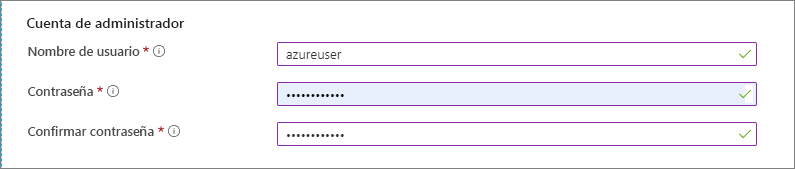 Cuenta de administrador
Nombre de usuario * azureuser
Contraseña * ••••••••••••
Confirmar contraseña * ••••••••••••